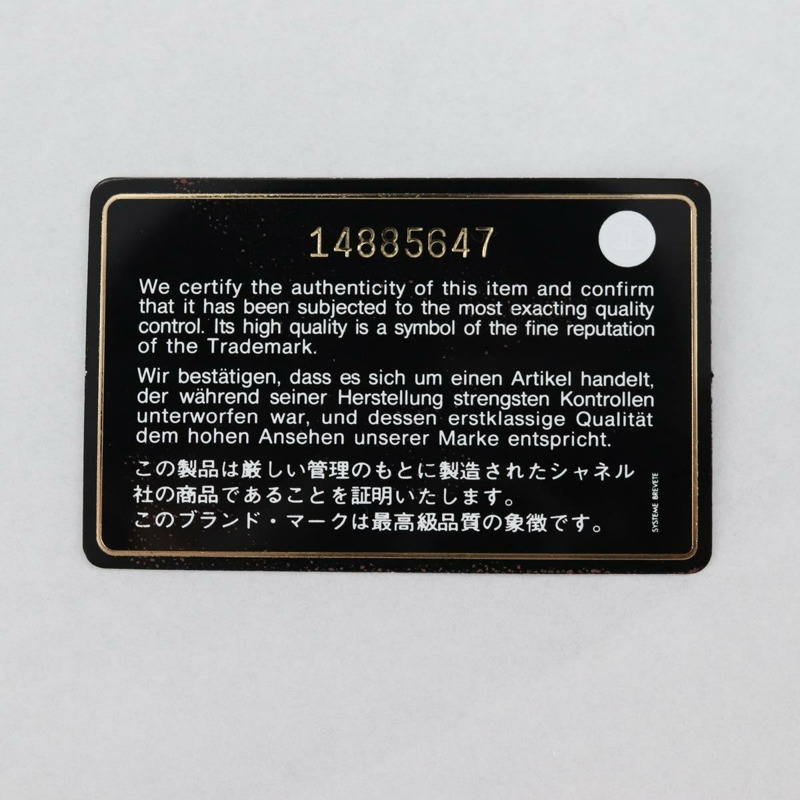 14885647
We certify the authenticity of this item and confirm
that it has been subjected to the most exacting quality
control. Its high quality is a symbol of the fine reputation
of the Trademark.
Wir bestätigen, dass es sich um einen Artikel handelt,
der während seiner Herstellung strengsten Kontrollen
unterworfen war, und dessen erstklassige Qualität
dem hohen Ansehen unserer Marke entspricht.
この製品は厳しい管理のもとに製造されたシャネル
社の商品であることを証明いたします。
このブランド・マークは最高級品質の象徴です。
SYSTEME BREVETE